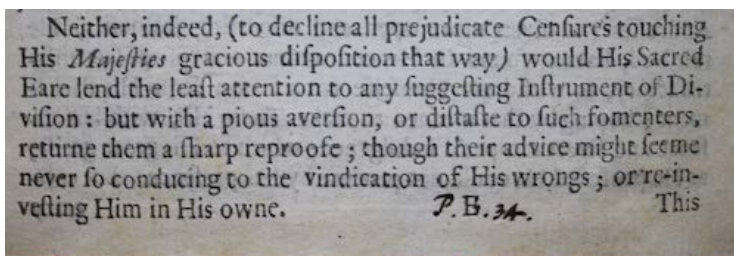 Neither, indeed, (to decline all prejudicate Cenſures touching
His Majeſties gracious diſpoſition that way) would His Sacred
Eare lend the leaſt attention to any ſuggeſting Inſtrument of Di-
viſion : but with a pious averſion, or diſtaſte to ſuch fomenters,
returne them a ſharp reproofe ; though their advice might ſeeme
never ſo conducing to the vindication of His wrongs ; or re-in-
veſting Him in His owne. P. B. 34. This